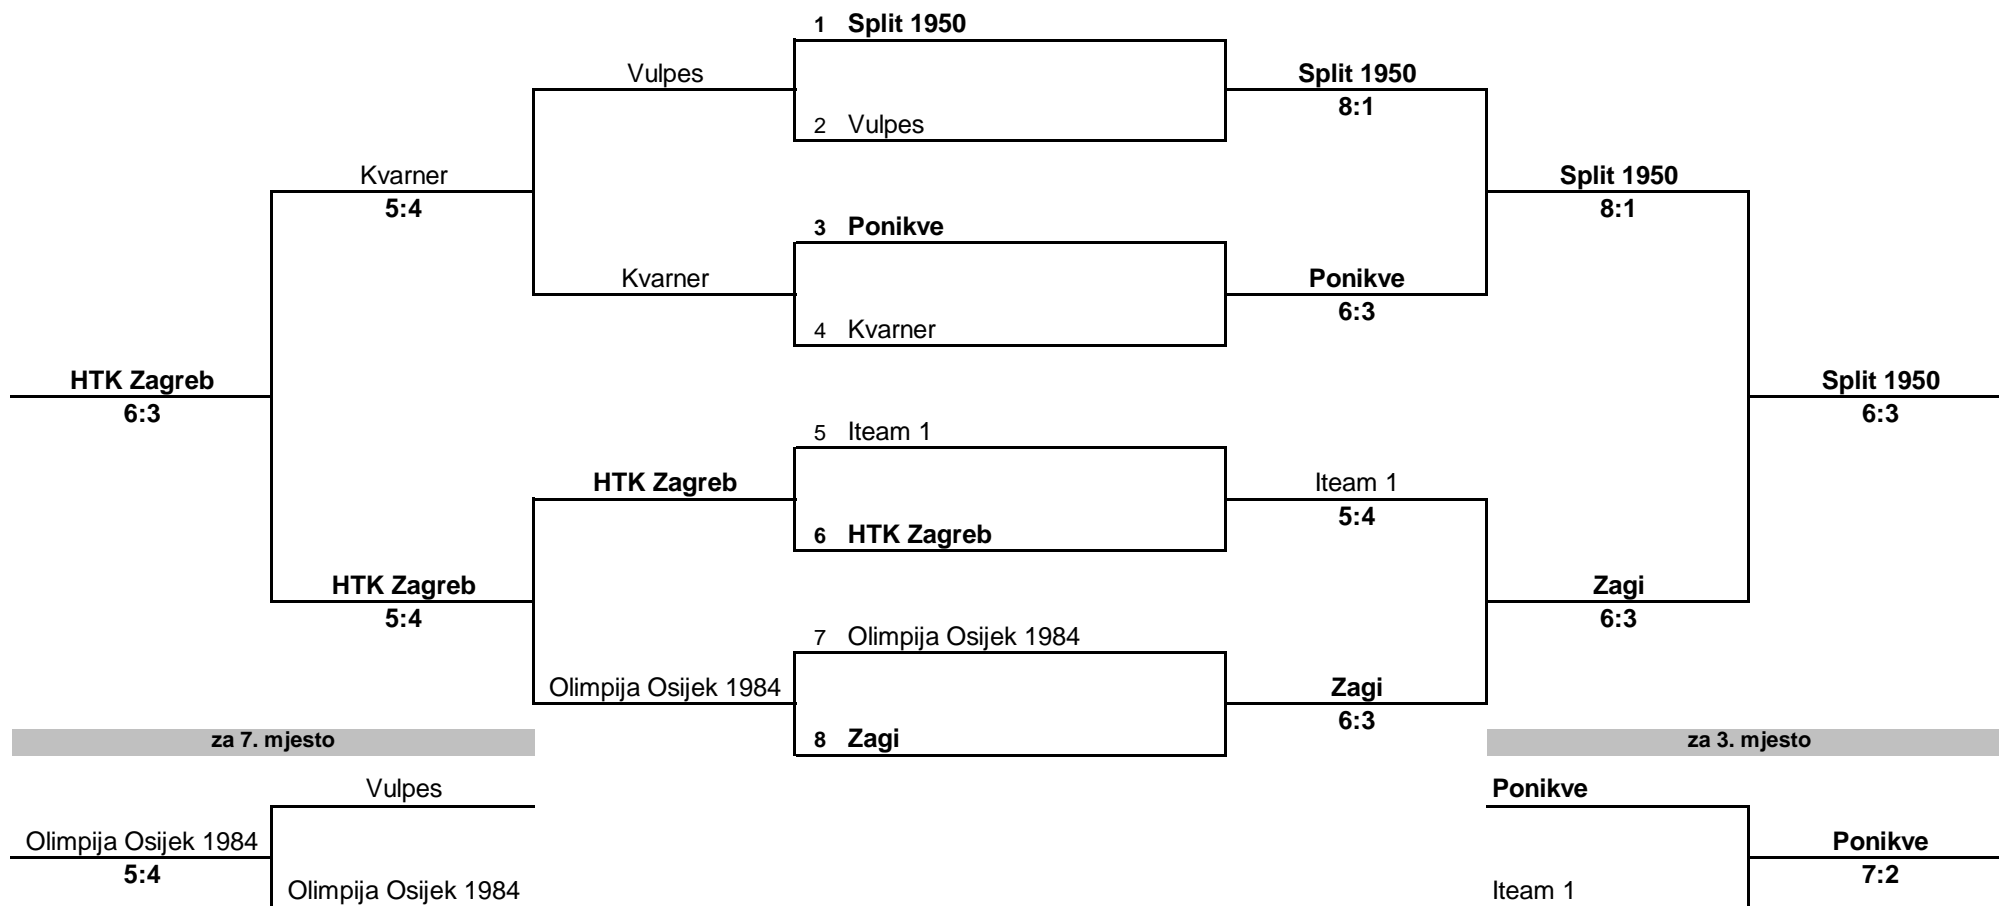 1 Split 1950
Vulpes
Split 1950
8:1
2 Vulpes
Kvarner
5:4
Split 1950
8:1
3 Ponikve
Kvarner
Ponikve
6:3
4 Kvarner
HTK Zagreb
6:3
Split 1950
6:3
5 Iteam 1
HTK Zagreb
Iteam 1
5:4
6 HTK Zagreb
HTK Zagreb
5:4
Zagi
6:3
7 Olimpija Osijek 1984
Olimpija Osijek 1984
Zagi
6:3
8 Zagi
za 7. mjesto
za 3. mjesto
Vulpes
Ponikve
Olimpija Osijek 1984
5:4
Ponikve
7:2
Olimpija Osijek 1984
Iteam 1